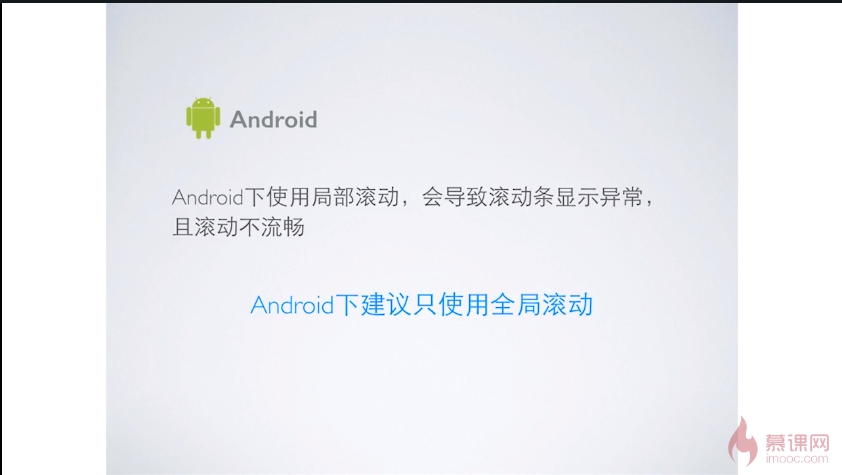 Android
Android下使用局部滚动，会导致滚动条显示异常，
且滚动不流畅
Android下建议只使用全局滚动
慕课网
imooc.com